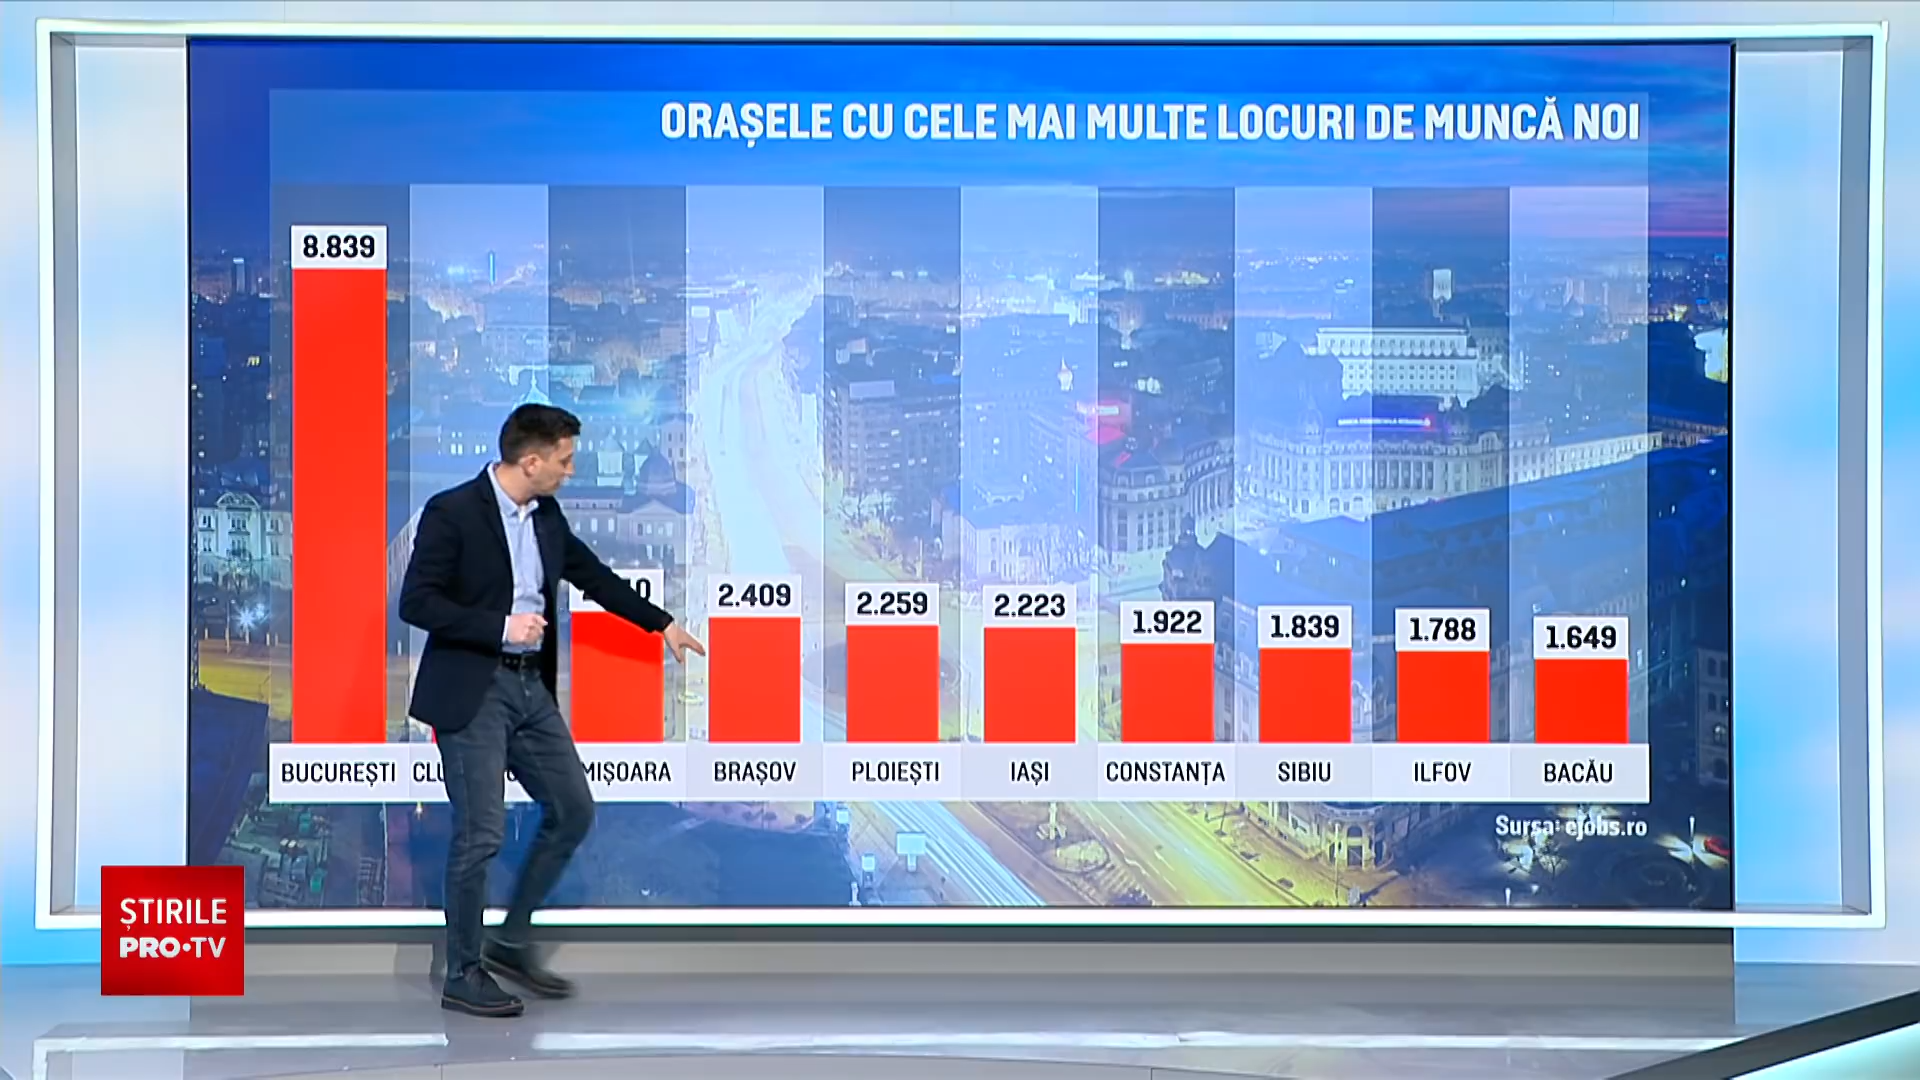 ORAȘELE CU CELE MAI MULTE LOCURI DE MUNCĂ NOI
8.839
2.409
2.259
2.223
1.922
1.839
1.788
1.649
BUCUREȘTI
BRAȘOV
PLOIEȘTI
IAȘI
CONSTANȚA
SIBIU
ILFOV
BACĂU
Sursa: ejobs.ro
ȘTIRILE
PRO•TV